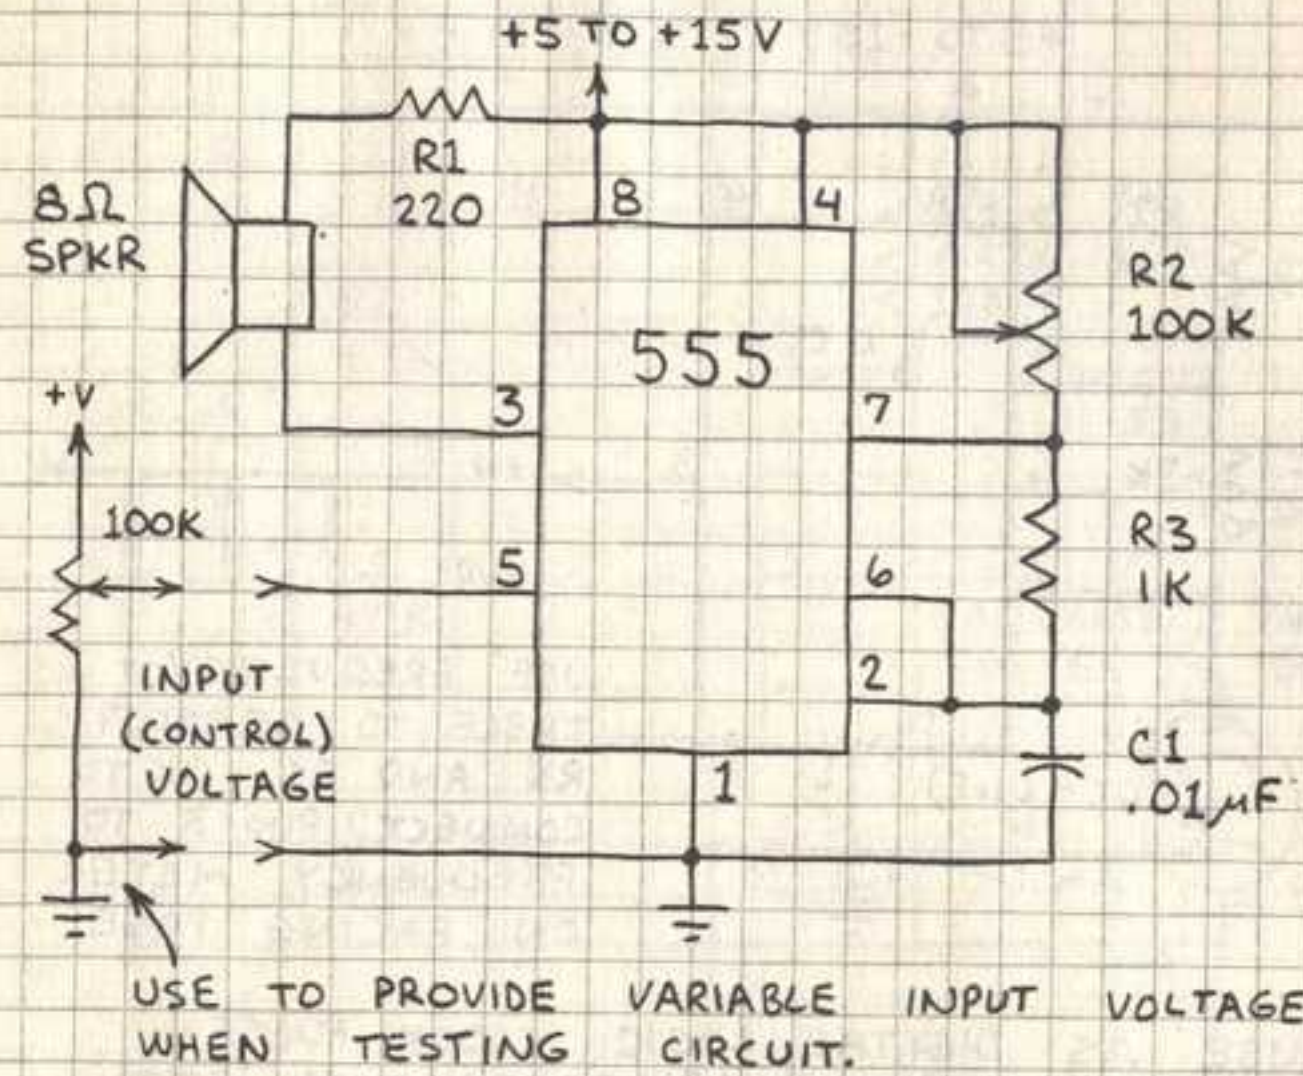 +5 TO +15V
R1
220
8Ω
SPKR
8
4
R2
100K
555
+V
3
7
100K
5
6
R3
1K
2
INPUT
(CONTROL)
VOLTAGE
1
C1
.01µF
USE TO PROVIDE VARIABLE INPUT VOLTAGE
WHEN TESTING CIRCUIT.